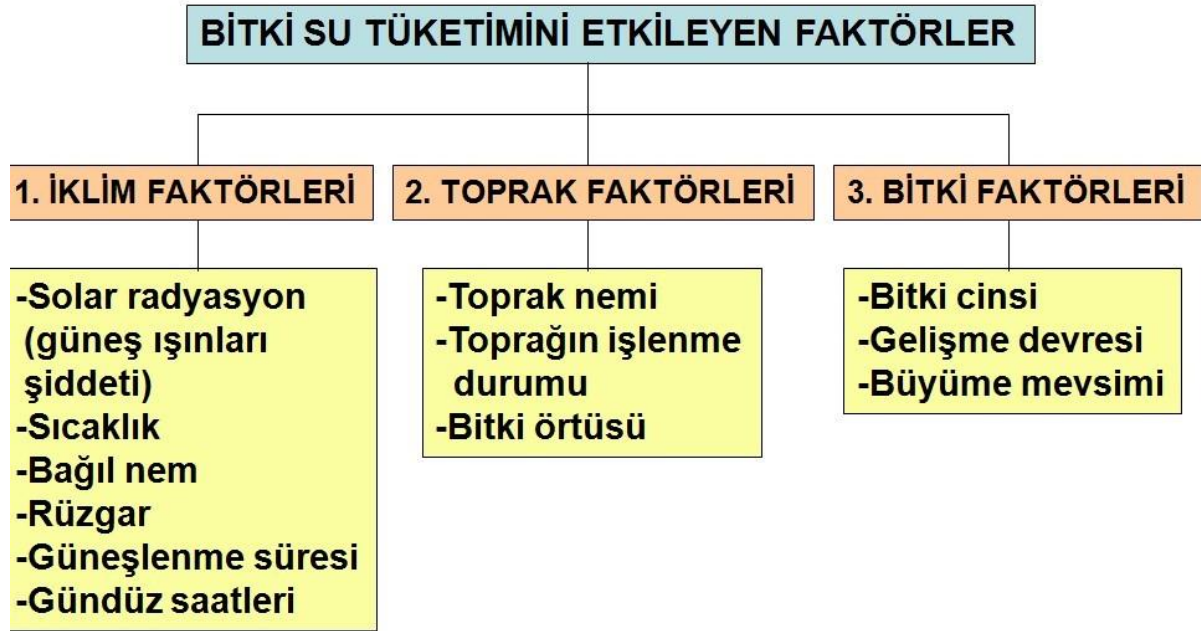 BİTKİ SU TÜKETİMİNİ ETKİLEYEN FAKTÖRLER
1. İKLİM FAKTÖRLERİ
-Solar radyasyon
(güneş ışınları
şiddeti)
-Sıcaklık
-Bağıl nem
-Rüzgar
-Güneşlenme süresi
-Gündüz saatleri
2. TOPRAK FAKTÖRLERİ
-Toprak nemi
-Toprağın işlenme
durumu
-Bitki örtüsü
3. BİTKİ FAKTÖRLERİ
-Bitki cinsi
-Gelişme devresi
-Büyüme mevsimi